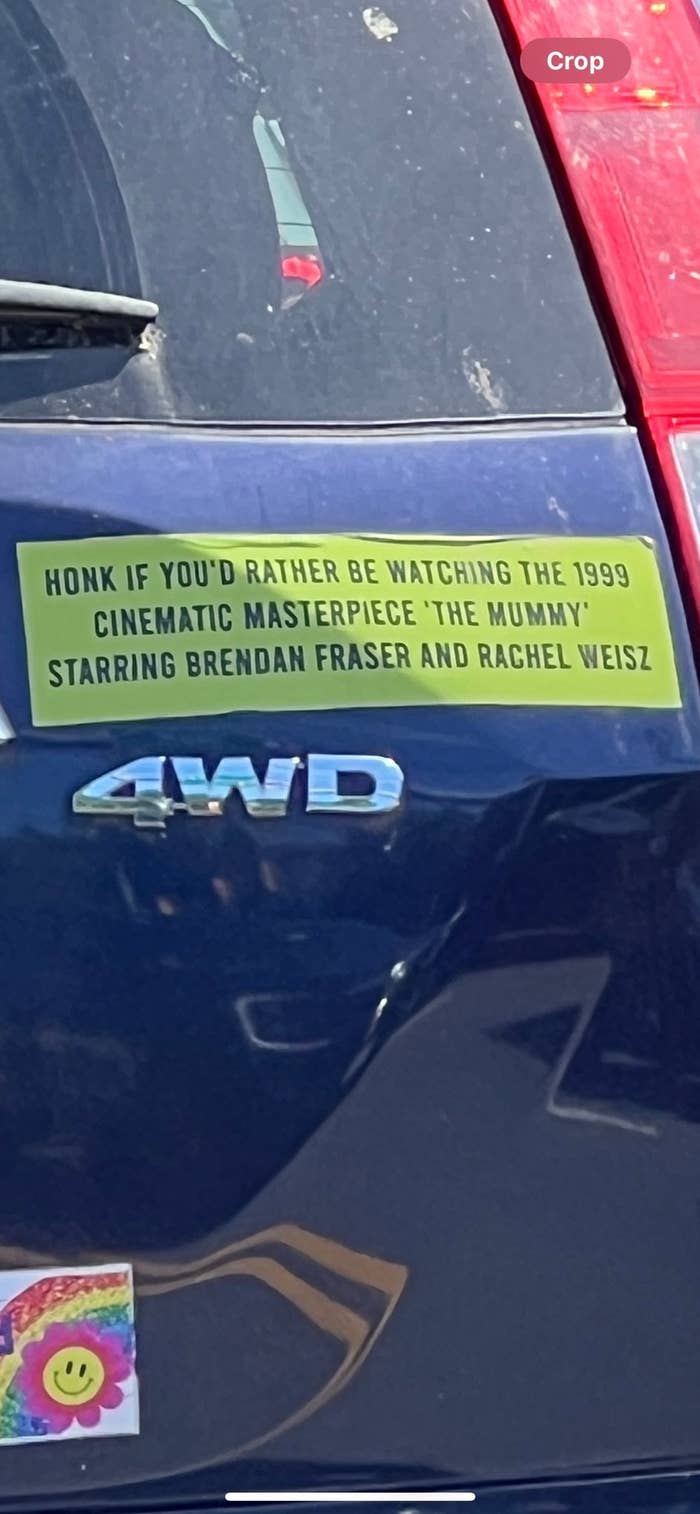 Crop
HONK IF YOU'D RATHER BE WATCHING THE 1999
CINEMATIC MASTERPIECE 'THE MUMMY'
STARRING BRENDAN FRASER AND RACHEL WEISZ
4WD